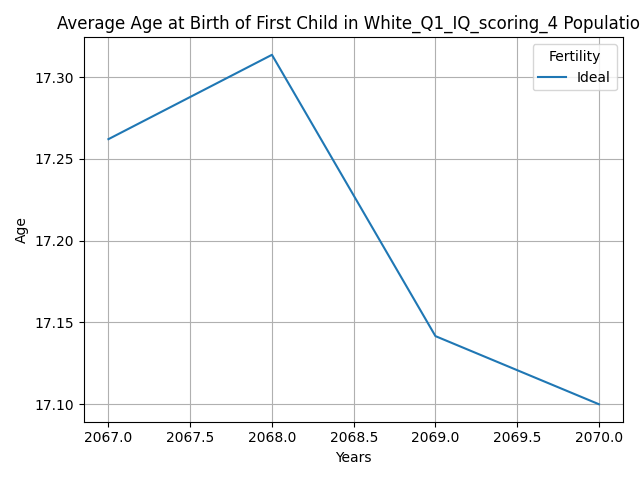 Average Age at Birth of First Child in White_Q1_IQ_scoring_4 Populatio
Fertility
Ideal
17.30
17.25
17.20
17.15
17.10
Age
2067.0 2067.5 2068.0 2068.5 2069.0 2069.5 2070.0
Years